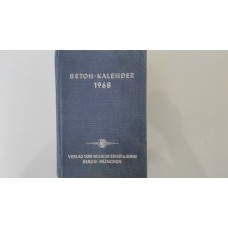 BETON-KALENDER
1968
VERLAG VON WILHELM ERNST & SOHN
BERLIN-MÜNCHEN